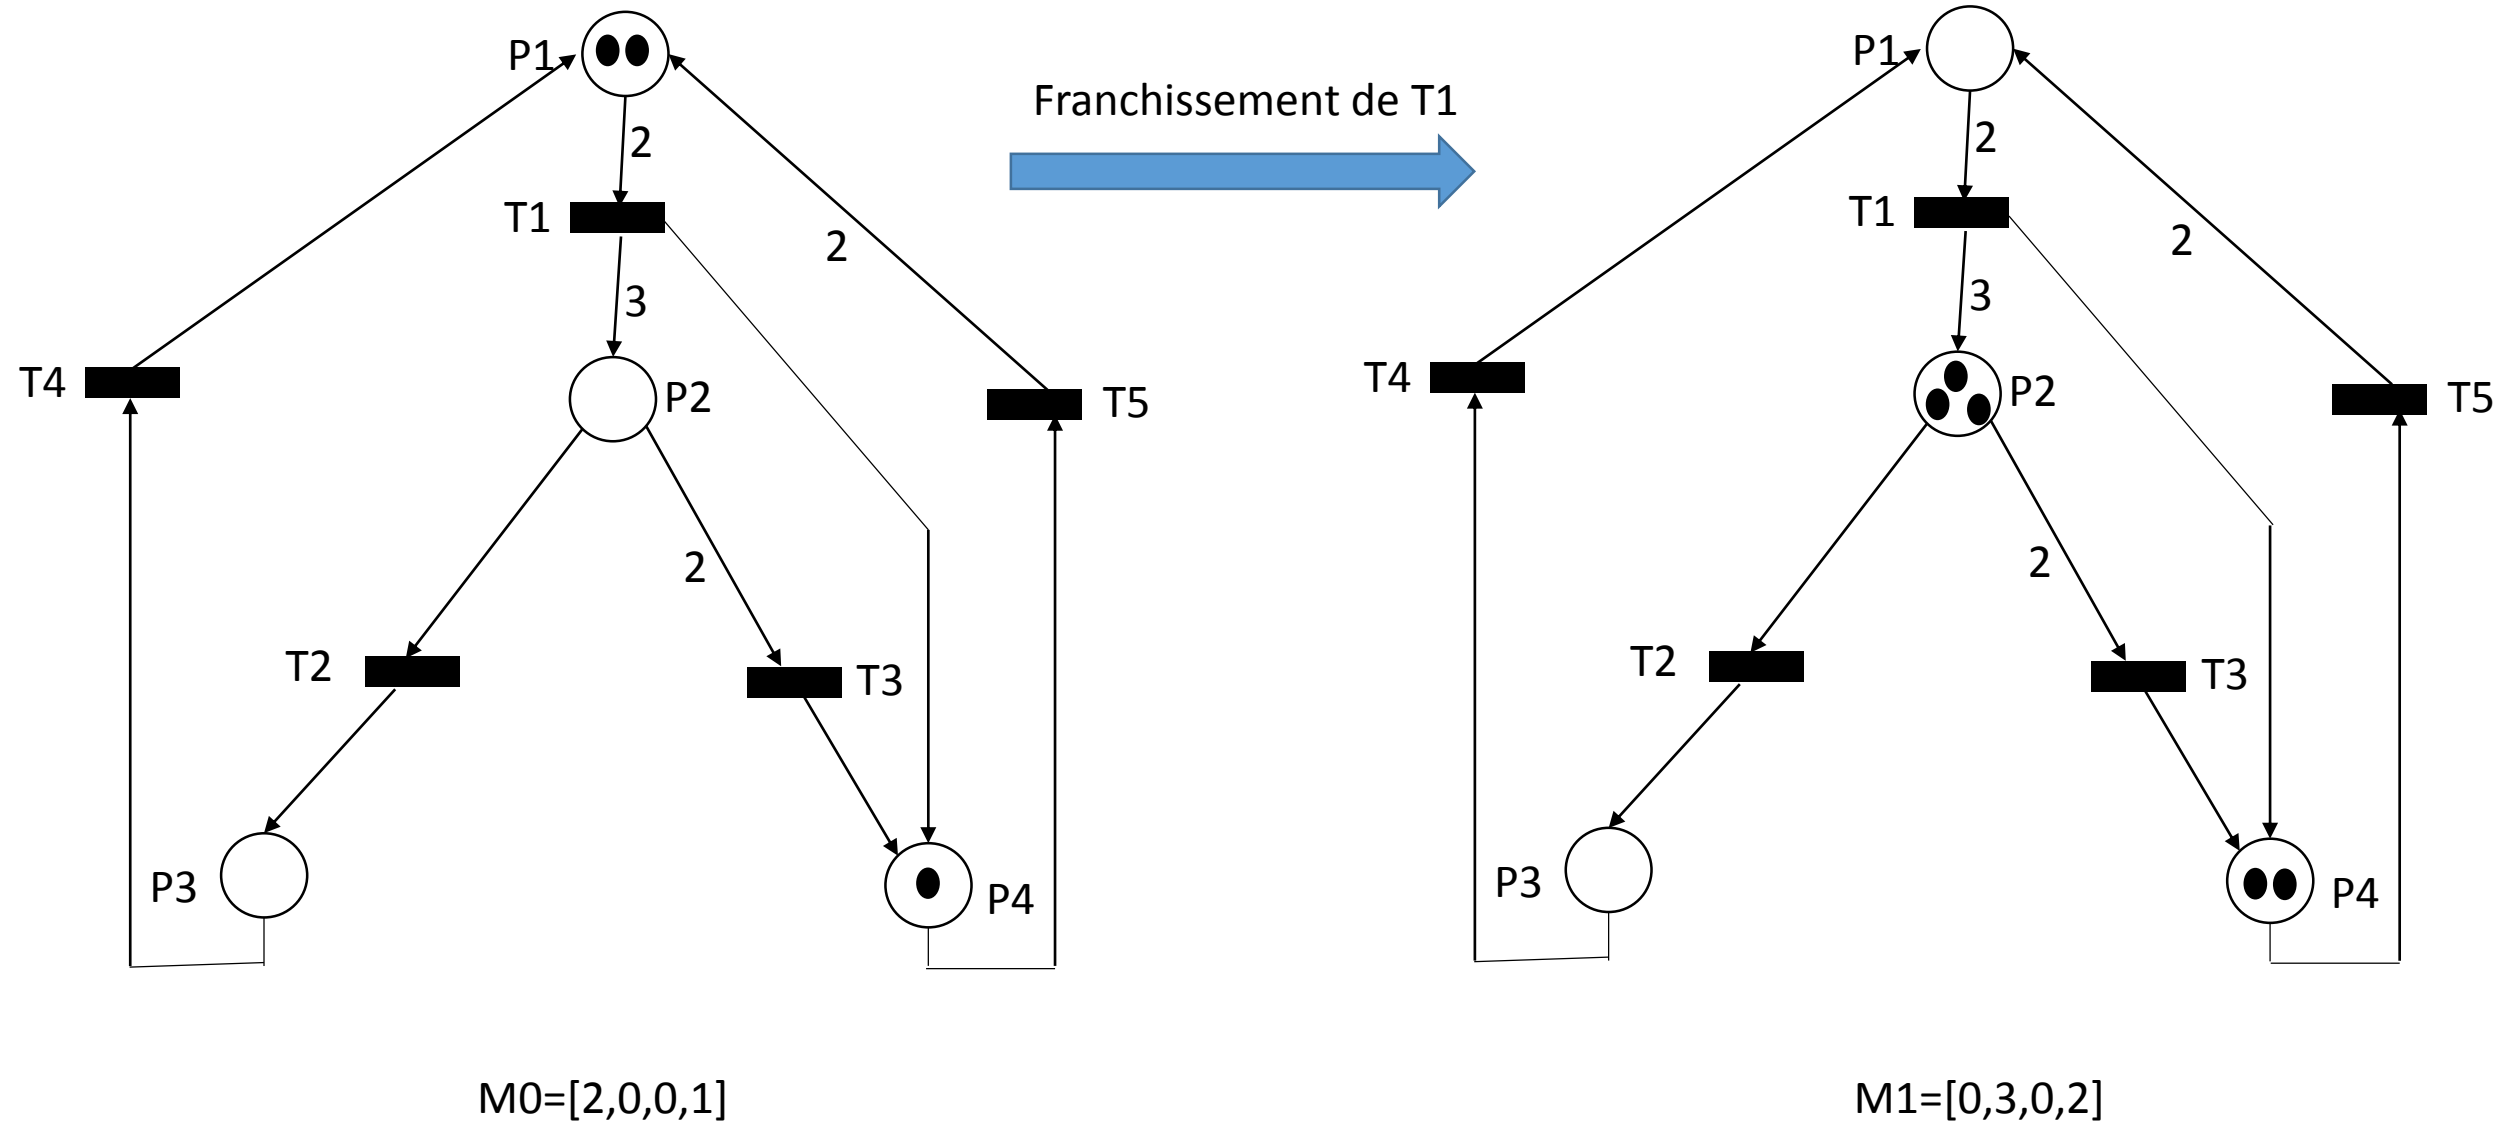 P1
2
T1
2
3
T4
P2
T5
2
T2
T3
P3
P4
M0=[2,0,0,1]
Franchissement de T1
P1
2
T1
2
3
T4
P2
T5
2
T2
T3
P3
P4
M1=[0,3,0,2]